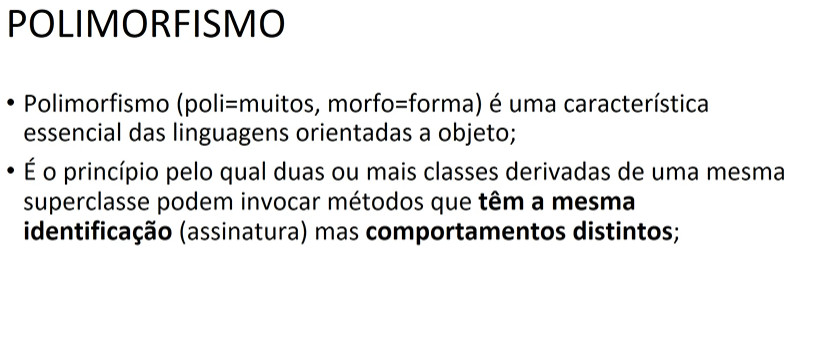 POLIMORFISMO
• Polimorfismo (poli=muitos, morfo=forma) é uma característica
essencial das linguagens orientadas a objeto;
• É o princípio pelo qual duas ou mais classes derivadas de uma mesma
superclasse podem invocar métodos que têm a mesma
identificação (assinatura) mas comportamentos distintos;